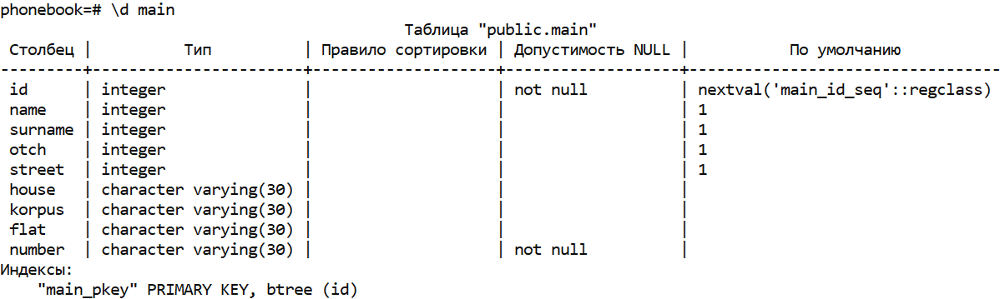 phonebook=# \d main
                                            Таблица "public.main"
 Столбец |          Тип          | Правило сортировки | Допустимость NULL |           По умолчанию
---------+-----------------------+--------------------+-------------------+----------------------------------
 id      | integer               |                    | not null          | nextval('main_id_seq'::regclass)
 name    | integer               |                    |                   | 1
 surname | integer               |                    |                   | 1
 otch    | integer               |                    |                   | 1
 street  | integer               |                    |                   | 1
 house   | character varying(30) |                    |                   |
 korpus  | character varying(30) |                    |                   |
 flat    | character varying(30) |                    |                   |
 number  | character varying(30) |                    | not null          |
Индексы:
    "main_pkey" PRIMARY KEY, btree (id)